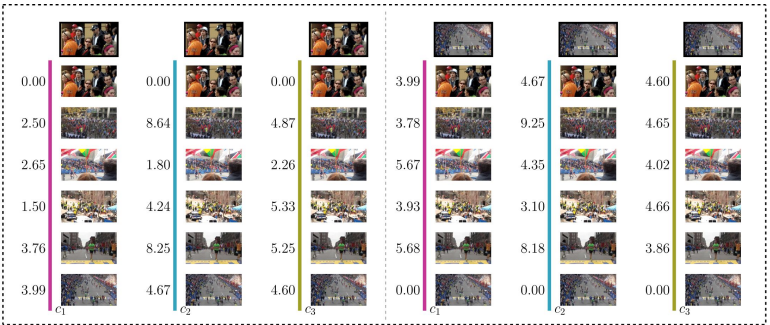 0.00 0.00 0.00 3.99 4.67 4.60
2.50 8.64 4.87 3.78 9.25 4.65
2.65 1.80 2.26 5.67 4.35 4.02
1.50 4.24 5.33 3.93 3.10 4.66
3.76 8.25 5.25 5.68 8.18 3.86
3.99 4.67 4.60 0.00 0.00 0.00
c1 c2 c3 c1 c2 c3